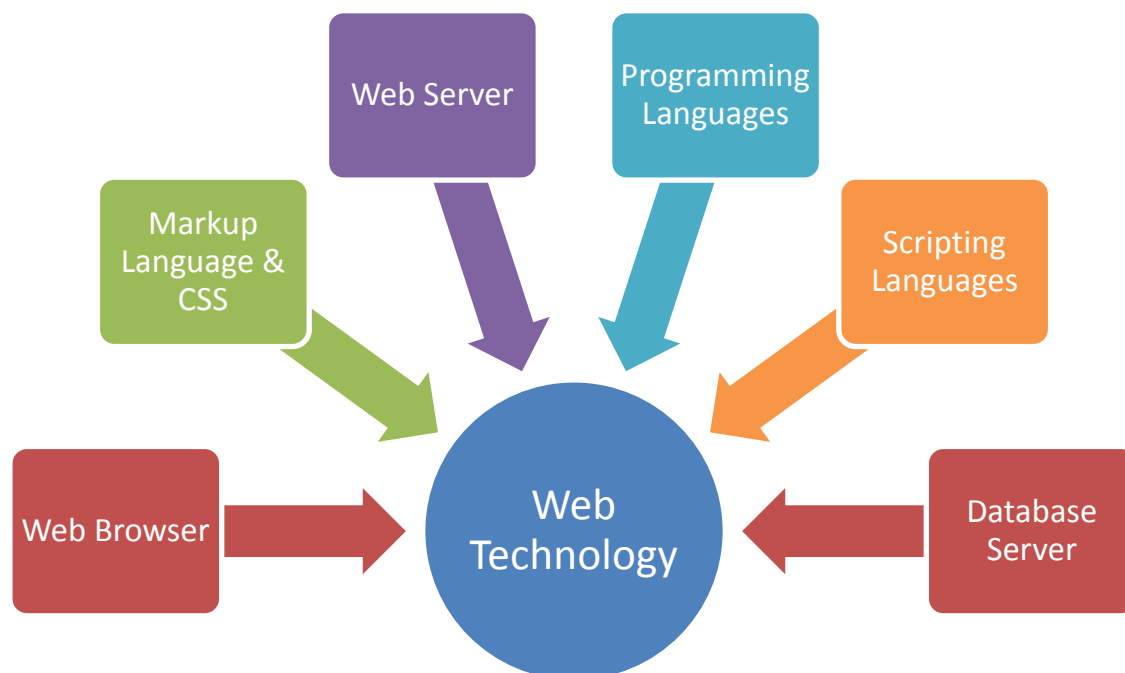 Web Server
Programming
Languages
Markup
Language &
CSS
Scripting
Languages
Web Browser
Web
Technology
Database
Server